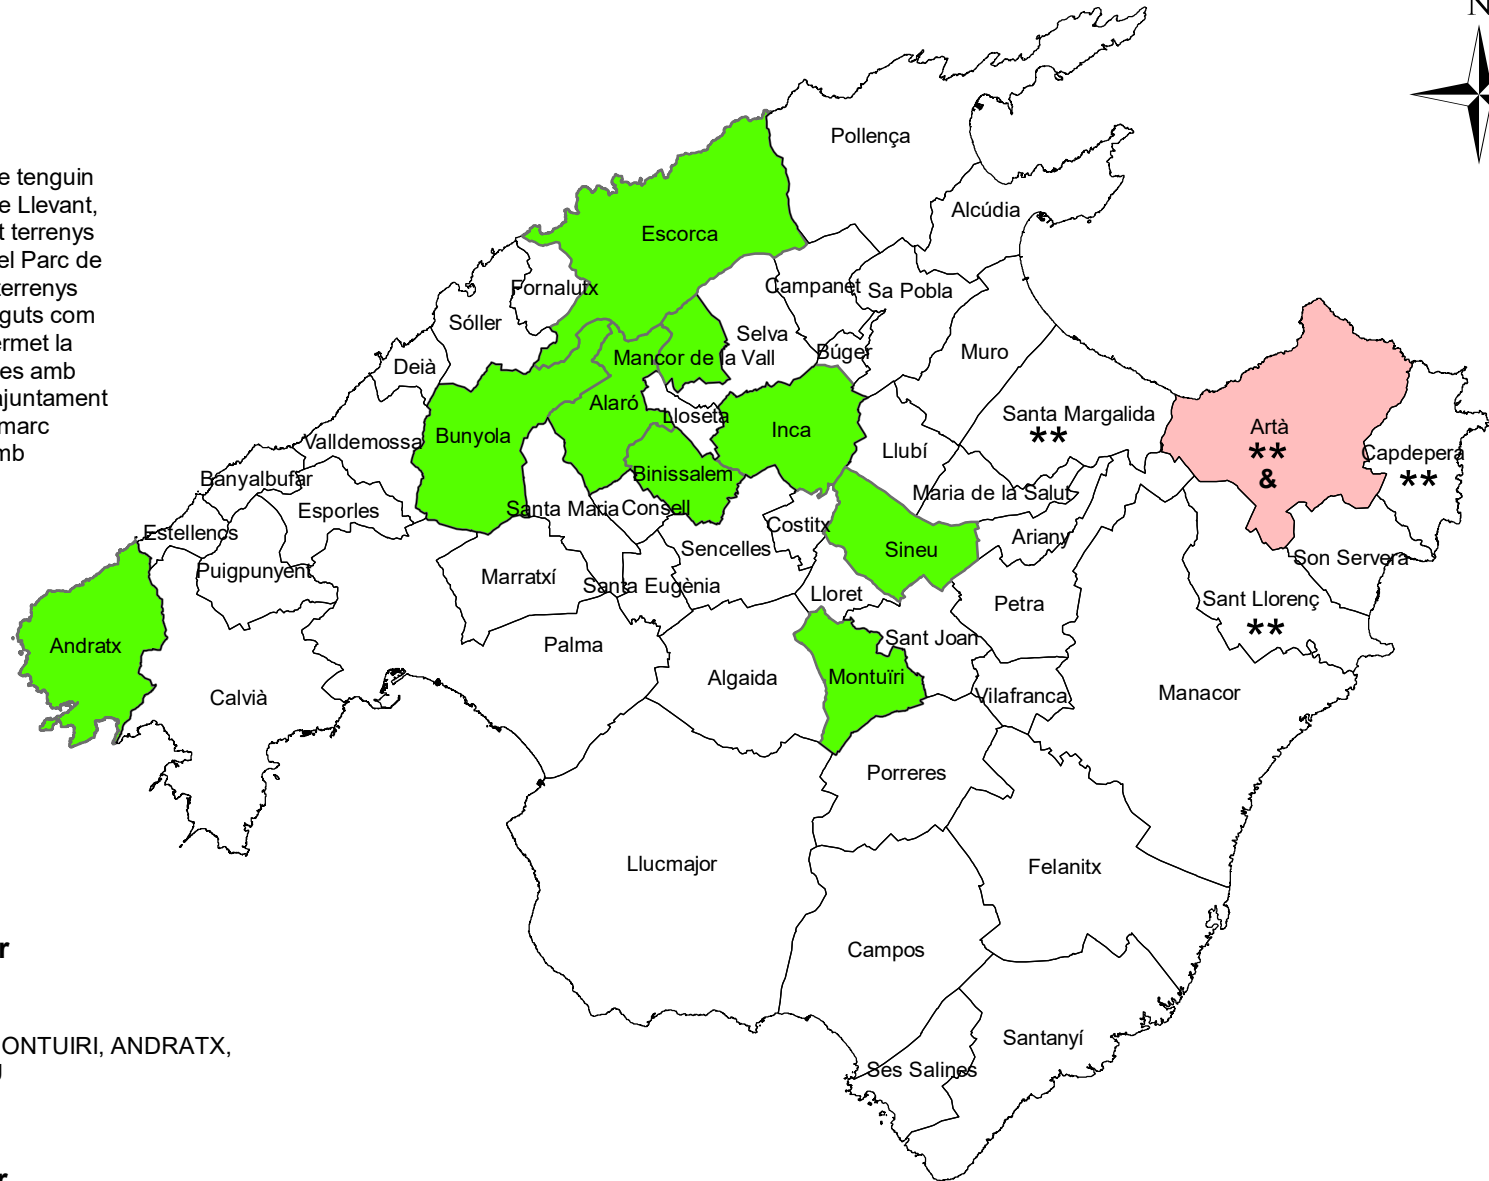 N
e tenguin
e Llevant,
t terrenys
el Parc de
terrenys
guts com
ermet la
es amb
ajuntament
marc
mb
Pollença
Alcúdia
Escorca
Fornalutx
Campanet
Sa Pobla
Sóller
Selva
Mancor de la Vall
Búger
Muro
Deià
Alaró
Lloseta
Inca
Santa Margalida
**
Artà
**
&
Capdepera
**
Valldemossa
Bunyola
Llubí
Banyalbufar
Binissalem
Maria de la Salut
Esporles
Santa Maria
Consell
Costitx
Estellencs
Sencelles
Sineu
Ariany
Son Servera
Puigpunyent
Marratxí
Santa Eugènia
Lloret
Petra
Sant Llorenç
**
Andratx
Palma
Sant Joan
Algaida
Montuïri
Calvià
Vilafranca
Manacor
Porreres
Llucmajor
Felanitx
Campos
Santanyí
Ses Salines
r
ONTUIRI, ANDRATX,